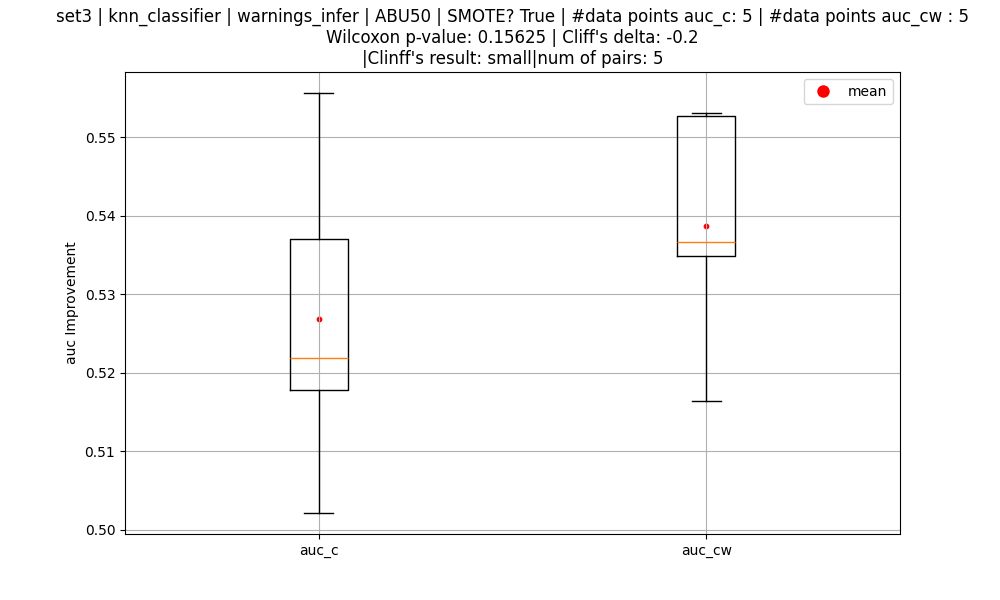 set3 | knn_classifier | warnings_infer | ABU50 | SMOTE? True | #data points auc_c: 5 | #data points auc_cw : 5
Wilcoxon p-value: 0.15625 | Cliff's delta: -0.2
|Clinff's result: small|num of pairs: 5
mean
0.55
0.54
0.53
0.52
0.51
0.50
auc Improvement
auc_c
auc_cw